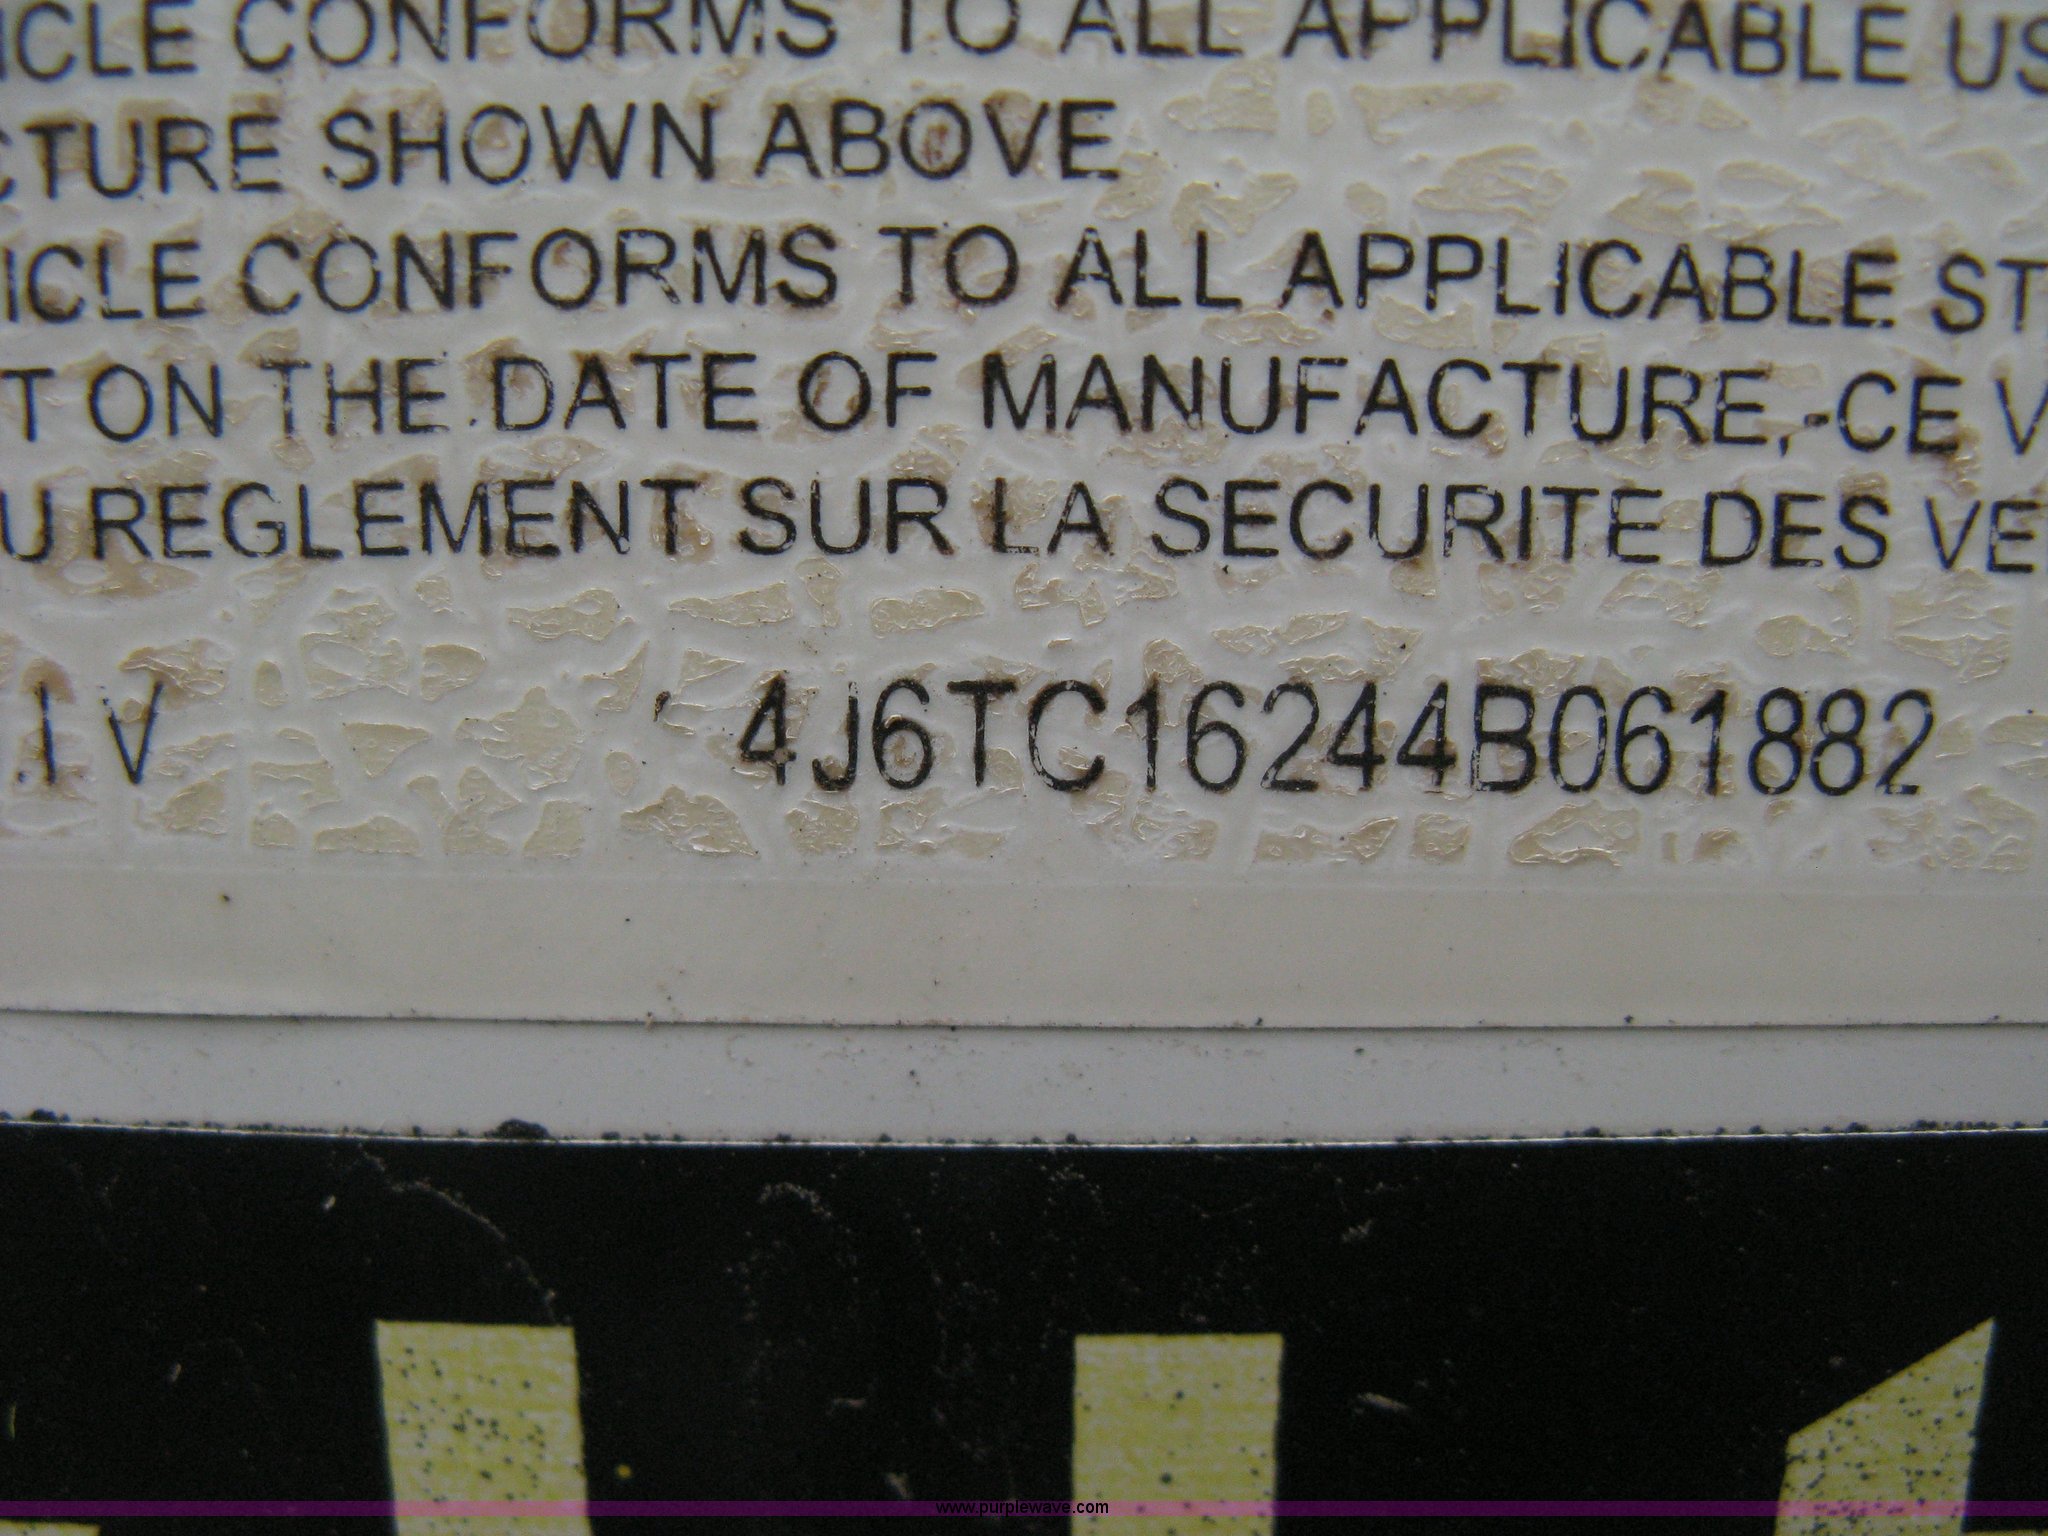 ICLE CONFORMS TO ALL APPLICABLE US
CTURE SHOWN ABOVE
ICLE CONFORMS TO ALL APPLICABLE ST
T ON THE DATE OF MANUFACTURE,-CE V
U REGLEMENT SUR LA SECURITE DES VE
.I V ' 4J6TC16244B061882
www.purplewave.com